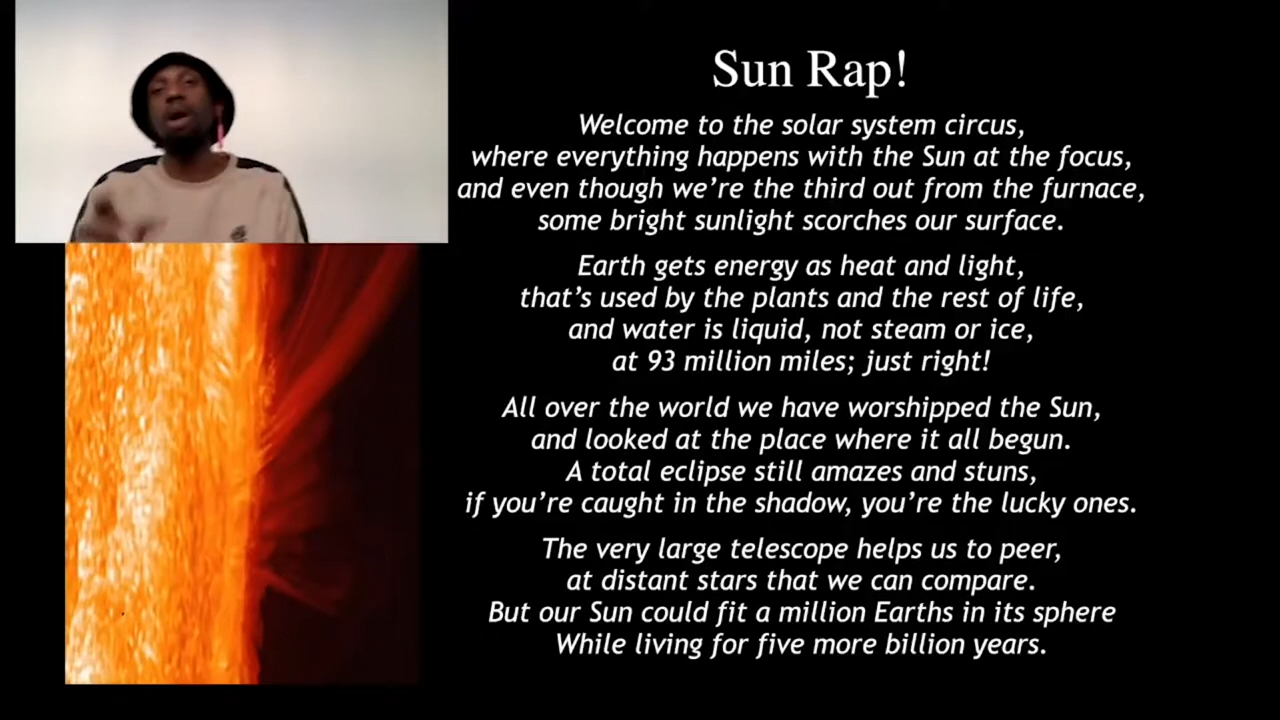 Sun Rap!
Welcome to the solar system circus,
where everything happens with the Sun at the focus,
and even though we’re the third out from the furnace,
some bright sunlight scorches our surface.
Earth gets energy as heat and light,
that’s used by the plants and the rest of life,
and water is liquid, not steam or ice,
at 93 million miles; just right!
All over the world we have worshipped the Sun,
and looked at the place where it all begun.
A total eclipse still amazes and stuns,
if you’re caught in the shadow, you’re the lucky ones.
The very large telescope helps us to peer,
at distant stars that we can compare.
But our Sun could fit a million Earths in its sphere
While living for five more billion years.